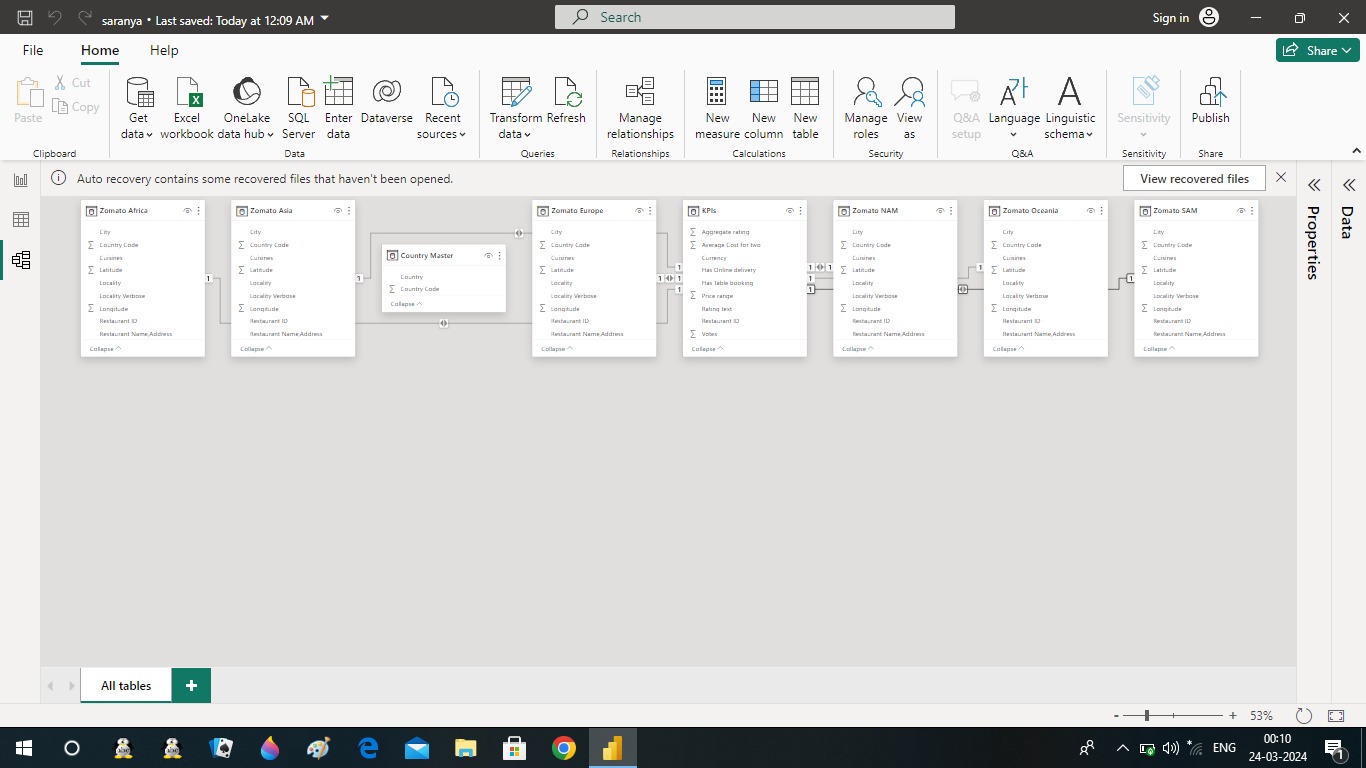 saranya • Last saved: Today at 12:09 AM
Search
Sign in
File
Home
Help
Share
Paste
Cut
Copy
Clipboard
Get data
Excel workbook
OneLake data hub
SQL Server
Enter data
Dataverse
Recent sources
Data
Transform data
Refresh
Queries
Manage relationships
Relationships
New measure
New column
New table
Calculations
Manage roles
View as
Security
Q&A setup
Language
Linguistic schema
Q&A
Sensitivity
Sensitivity
Publish
Share
Auto recovery contains some recovered files that haven't been opened.
View recovered files
Properties
Data
Zomato Africa
City
Country Code
Cuisines
Latitude
Locality
Locality Verbose
Longitude
Restaurant ID
Restaurant Name,Address
Collapse
1
Zomato Asia
City
Country Code
Cuisines
Latitude
Locality
Locality Verbose
Longitude
Restaurant ID
Restaurant Name,Address
Collapse
1
Country Master
Country
Country Code
Collapse
Zomato Europe
City
Country Code
Cuisines
Latitude
Locality
Locality Verbose
Longitude
Restaurant ID
Restaurant Name,Address
Collapse
1
1
1
1
KPIs
Aggregate rating
Average Cost for two
Currency
Has Online delivery
Has Table booking
Price range
Rating text
Restaurant ID
Votes
Collapse
1
1
1
1
Zomato NAM
City
Country Code
Cuisines
Latitude
Locality
Locality Verbose
Longitude
Restaurant ID
Restaurant Name,Address
Collapse
1
Zomato Oceania
City
Country Code
Cuisines
Latitude
Locality
Locality Verbose
Longitude
Restaurant ID
Restaurant Name,Address
Collapse
1
Zomato SAM
City
Country Code
Cuisines
Latitude
Locality
Locality Verbose
Longitude
Restaurant ID
Restaurant Name,Address
Collapse
All tables
+
- + 53%
ENG
00:10
24-03-2024
1